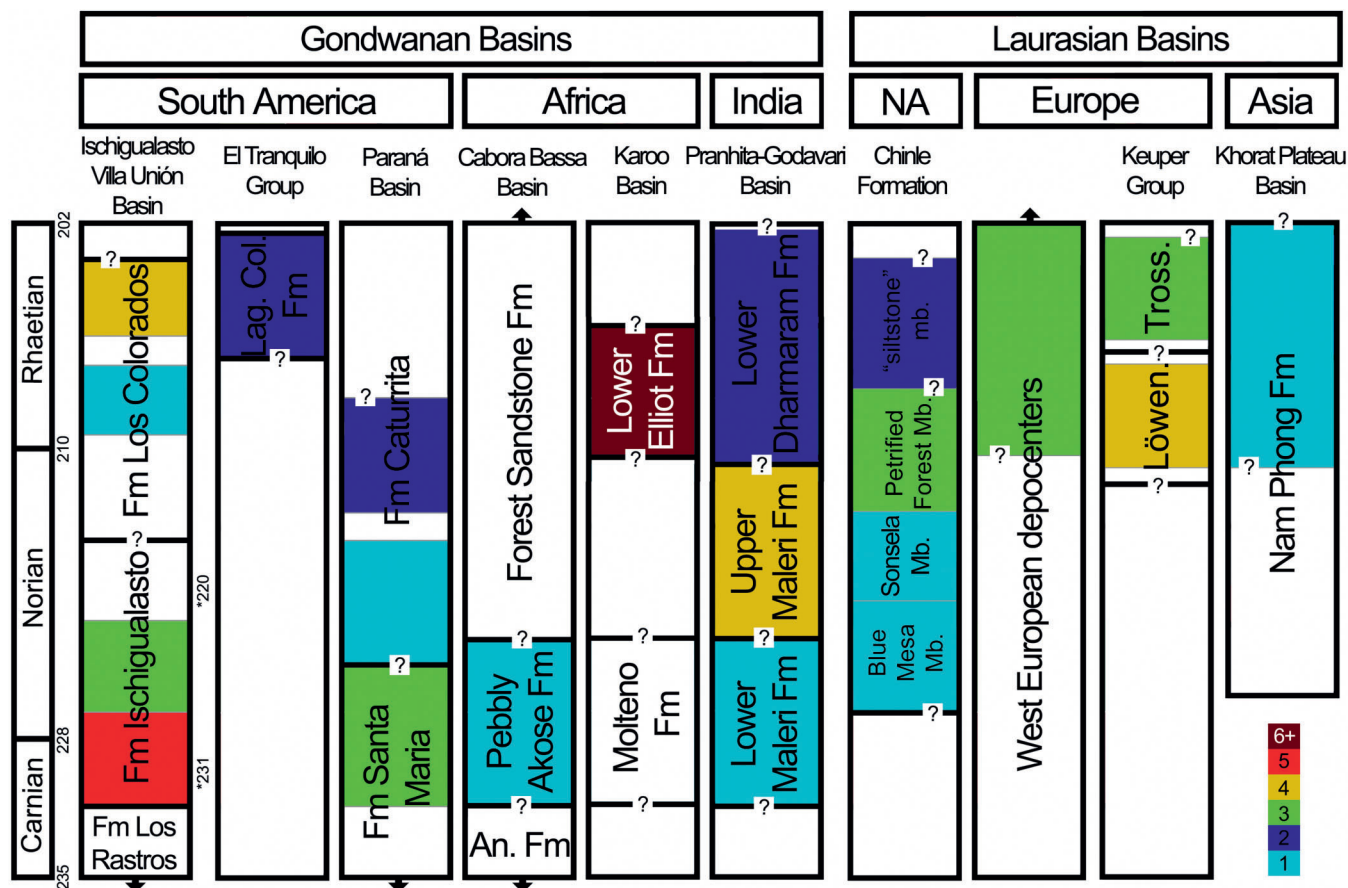 Gondwanan Basins
Laurasian Basins
South America
Africa
India
NA
Europe
Asia
Ischigualasto
Villa Unión
Basin
El Tranquilo
Group
Paraná
Basin
Cabora Bassa
Basin
Karoo
Basin
Pranhita-Godavari
Basin
Chinle
Formation
Keuper
Group
Khorat Plateau
Basin
Rhaetian
Norian
Carnian
202
210
228
235
?
Fm Los Colorados
?
Fm Ischigualasto
Fm Los
Rastros
*220
*231
Lag. Col.
Fm
?
?
Fm Caturrita
?
Fm Santa
Maria
Forest Sandstone Fm
?
Pebbly
Akose Fm
?
An. Fm
?
Lower
Elliot Fm
?
?
Molteno
Fm
?
?
Lower
Dharmaram Fm
?
Upper
Maleri Fm
?
Lower
Maleri Fm
?
?
"siltstone"
mb.
?
Petrified
Forest Mb.
Sonsela
Mb.
Blue
Mesa
Mb.
?
?
West European depocenters
?
Tross.
?
Löwen.
?
?
?
Nam Phong Fm
6+
5
4
3
2
1